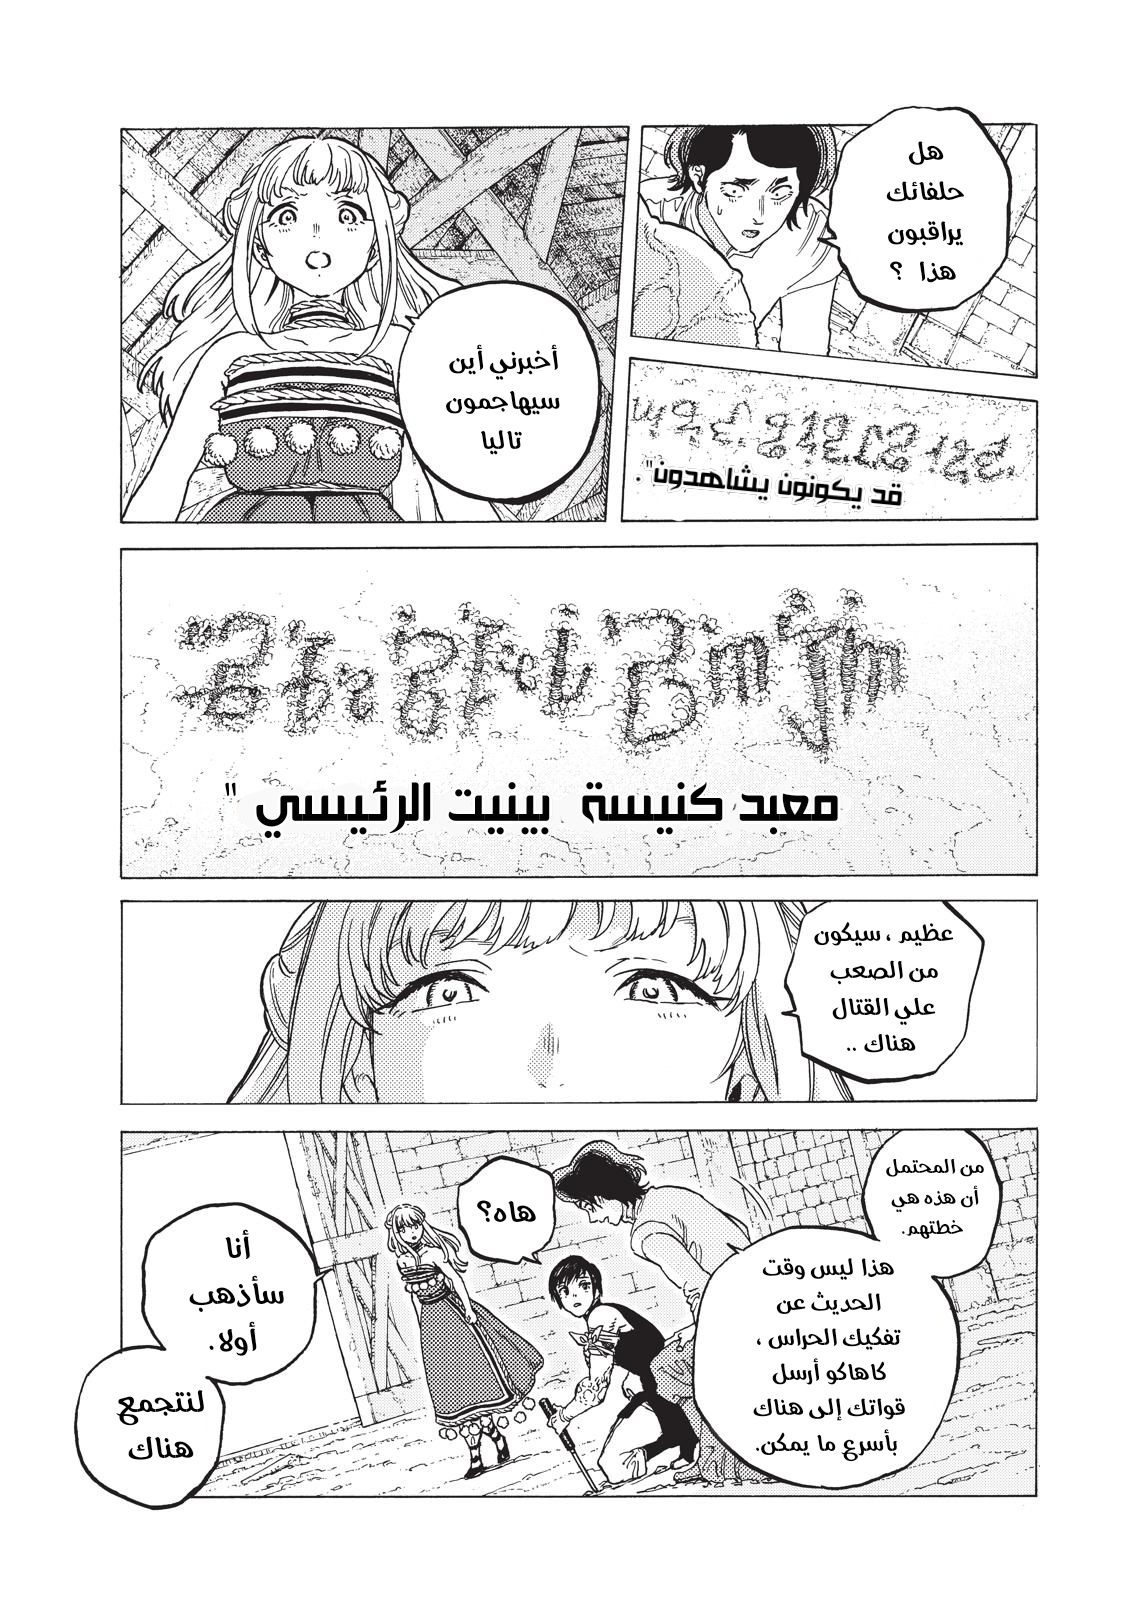 هل
حلفائك
يراقبون
هذا ؟
أخبرني أين
سيهاجمون
تاليا
قد يكونون يشاهدون".
معبد كنيسة بينيت الرئيسي "
عظيم ، سيكون
من الصعب
علي القتال
هناك ..
من المحتمل
أن هذه هي
خطتهم.
هذا ليس وقت
الحديث عن
تفكيك الحراس ،
كاهاكو أرسل
قواتك إلى هناك
بأسرع ما يمكن.
هاه؟
أنا
سأذهب
أولا.
لنتجمع
هناك